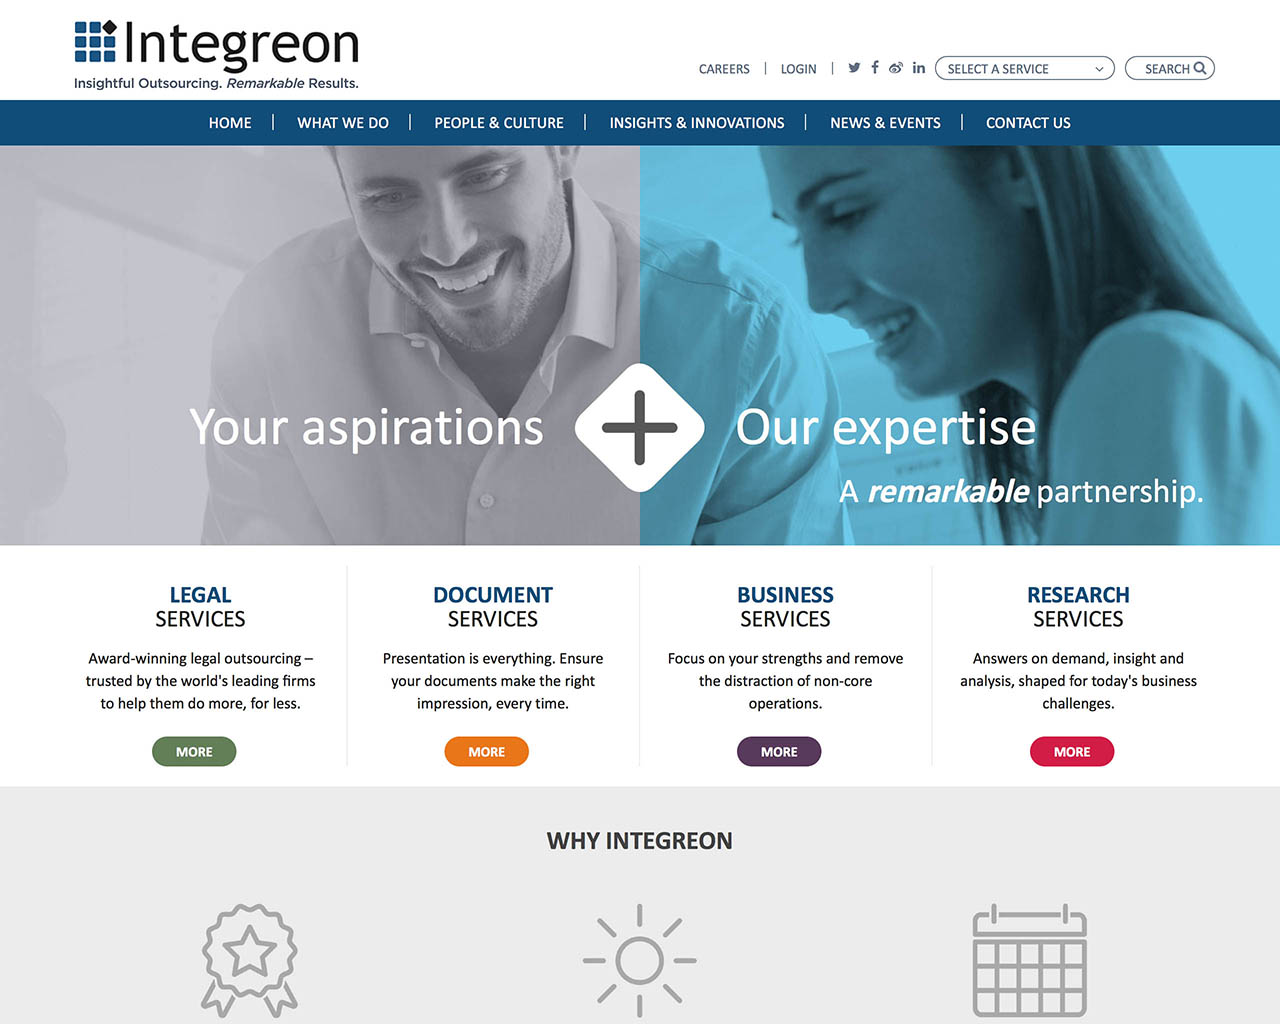 Integreon
Insightful Outsourcing. Remarkable Results.
CAREERS | LOGIN |
SELECT A SERVICE
SEARCH
HOME | WHAT WE DO | PEOPLE & CULTURE | INSIGHTS & INNOVATIONS | NEWS & EVENTS | CONTACT US
Your aspirations
Our expertise
A remarkable partnership.
LEGAL
SERVICES
Award-winning legal outsourcing –
trusted by the world's leading firms
to help them do more, for less.
MORE
DOCUMENT
SERVICES
Presentation is everything. Ensure
your documents make the right
impression, every time.
MORE
BUSINESS
SERVICES
Focus on your strengths and remove
the distraction of non-core
operations.
MORE
RESEARCH
SERVICES
Answers on demand, insight and
analysis, shaped for today's business
challenges.
MORE
WHY INTEGREON